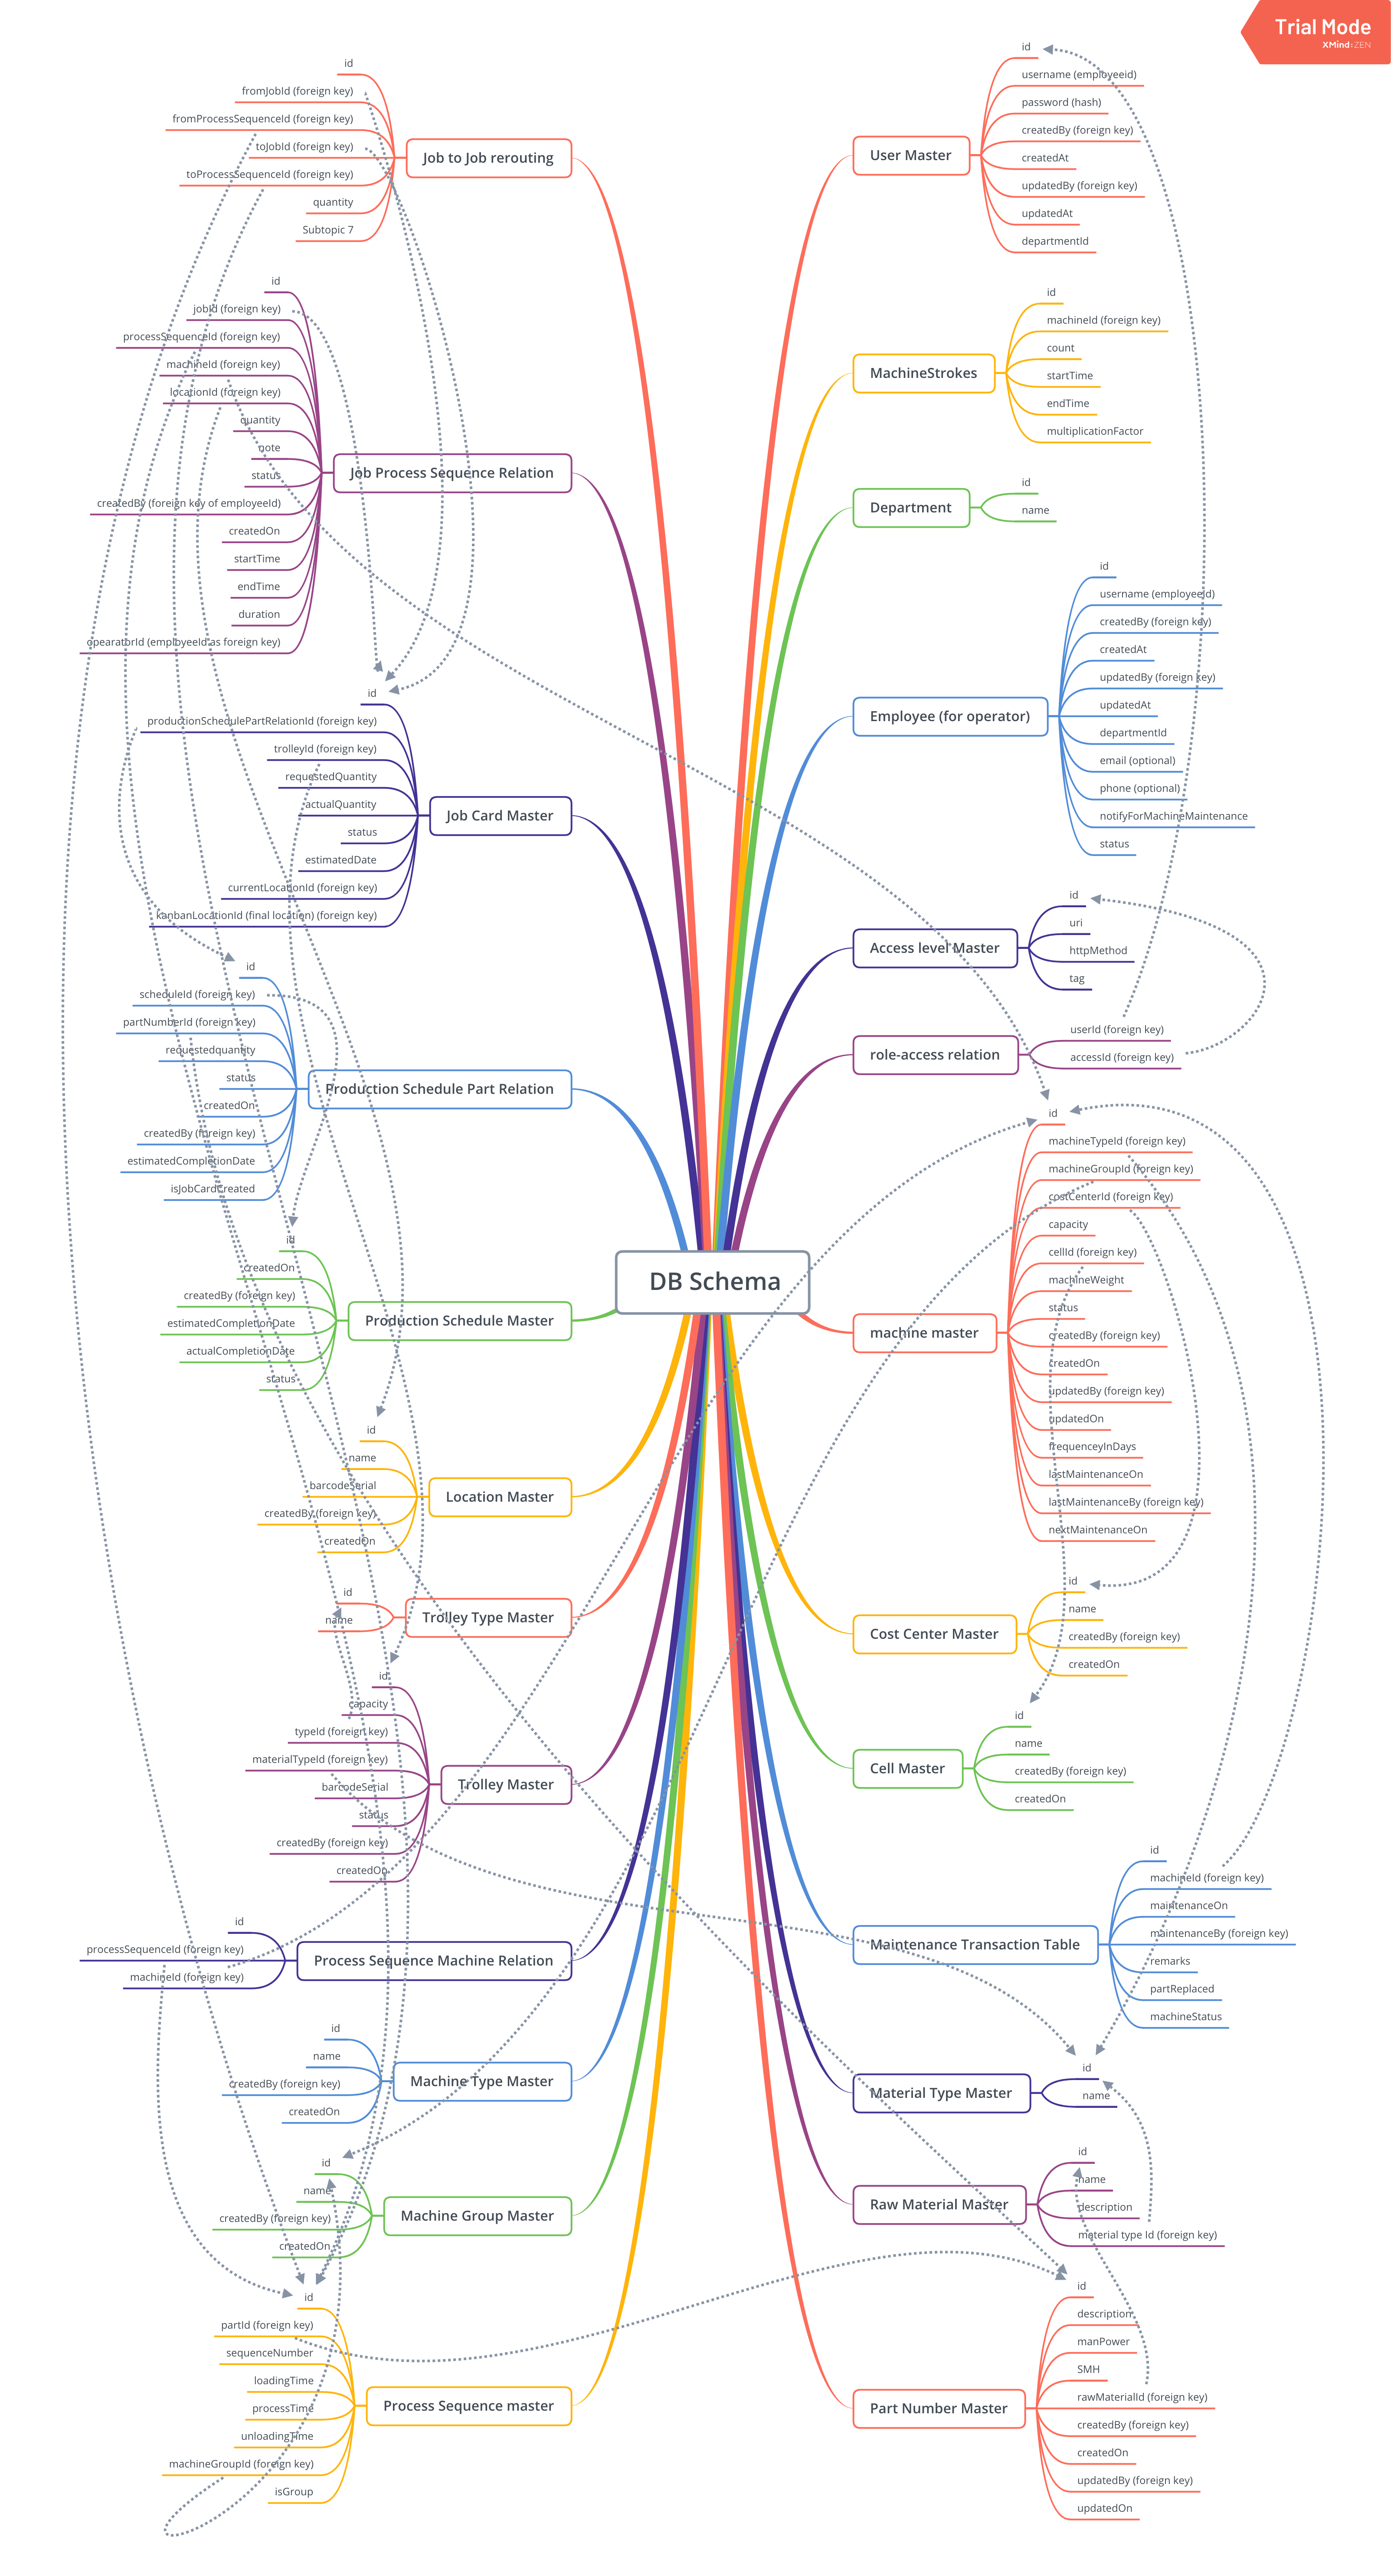 Trial Mode
XMind:ZEN
DB Schema
User Master
id
username (employeeid)
password (hash)
createdBy (foreign key)
createdAt
updatedBy (foreign key)
updatedAt
departmentId
MachineStrokes
id
machineId (foreign key)
count
startTime
endTime
multiplicationFactor
Department
id
name
Employee (for operator)
id
username (employeeId)
createdBy (foreign key)
createdAt
updatedBy (foreign key)
updatedAt
departmentId
email (optional)
phone (optional)
notifyForMachineMaintenance
status
Access level Master
id
uri
httpMethod
tag
role-access relation
userId (foreign key)
accessId (foreign key)
machine master
id
machineTypeId (foreign key)
machineGroupId (foreign key)
costCenterId (foreign key)
capacity
cellId (foreign key)
machineWeight
status
createdBy (foreign key)
createdOn
updatedBy (foreign key)
updatedOn
frequenceyInDays
lastMaintenanceOn
lastMaintenanceBy (foreign key)
nextMaintenanceOn
Cost Center Master
id
name
createdBy (foreign key)
createdOn
Cell Master
id
name
createdBy (foreign key)
createdOn
Maintenance Transaction Table
id
machineId (foreign key)
maintenanceOn
maintenanceBy (foreign key)
remarks
partReplaced
machineStatus
Material Type Master
id
name
Raw Material Master
id
name
description
material type Id (foreign key)
Part Number Master
id
description
manPower
SMH
rawMaterialId (foreign key)
createdBy (foreign key)
createdOn
updatedBy (foreign key)
updatedOn
Job to Job rerouting
id
fromJobId (foreign key)
fromProcessSequenceId (foreign key)
toJobId (foreign key)
toProcessSequenceId (foreign key)
quantity
Subtopic 7
Job Process Sequence Relation
id
jobId (foreign key)
processSequenceId (foreign key)
machineId (foreign key)
locationId (foreign key)
quantity
note
status
createdBy (foreign key of employeeId)
createdOn
startTime
endTime
duration
opearatorId (employeeId as foreign key)
Job Card Master
id
productionSchedulePartRelationId (foreign key)
trolleyId (foreign key)
requestedQuantity
actualQuantity
status
estimatedDate
currentLocationId (foreign key)
kanbanLocationId (final location) (foreign key)
Production Schedule Part Relation
id
scheduleId (foreign key)
partNumberId (foreign key)
requestedquantity
status
createdOn
createdBy (foreign key)
estimatedCompletionDate
isJobCardCreated
Production Schedule Master
id
createdOn
createdBy (foreign key)
estimatedCompletionDate
actualCompletionDate
status
Location Master
id
name
barcodeSerial
createdBy (foreign key)
createdOn
Trolley Type Master
id
name
Trolley Master
id
capacity
typeId (foreign key)
materialTypeId (foreign key)
barcodeSerial
status
createdBy (foreign key)
createdOn
Process Sequence Machine Relation
id
processSequenceId (foreign key)
machineId (foreign key)
Machine Type Master
id
name
createdBy (foreign key)
createdOn
Machine Group Master
id
name
createdBy (foreign key)
createdOn
Process Sequence master
id
partId (foreign key)
sequenceNumber
loadingTime
processTime
unloadingTime
machineGroupId (foreign key)
isGroup